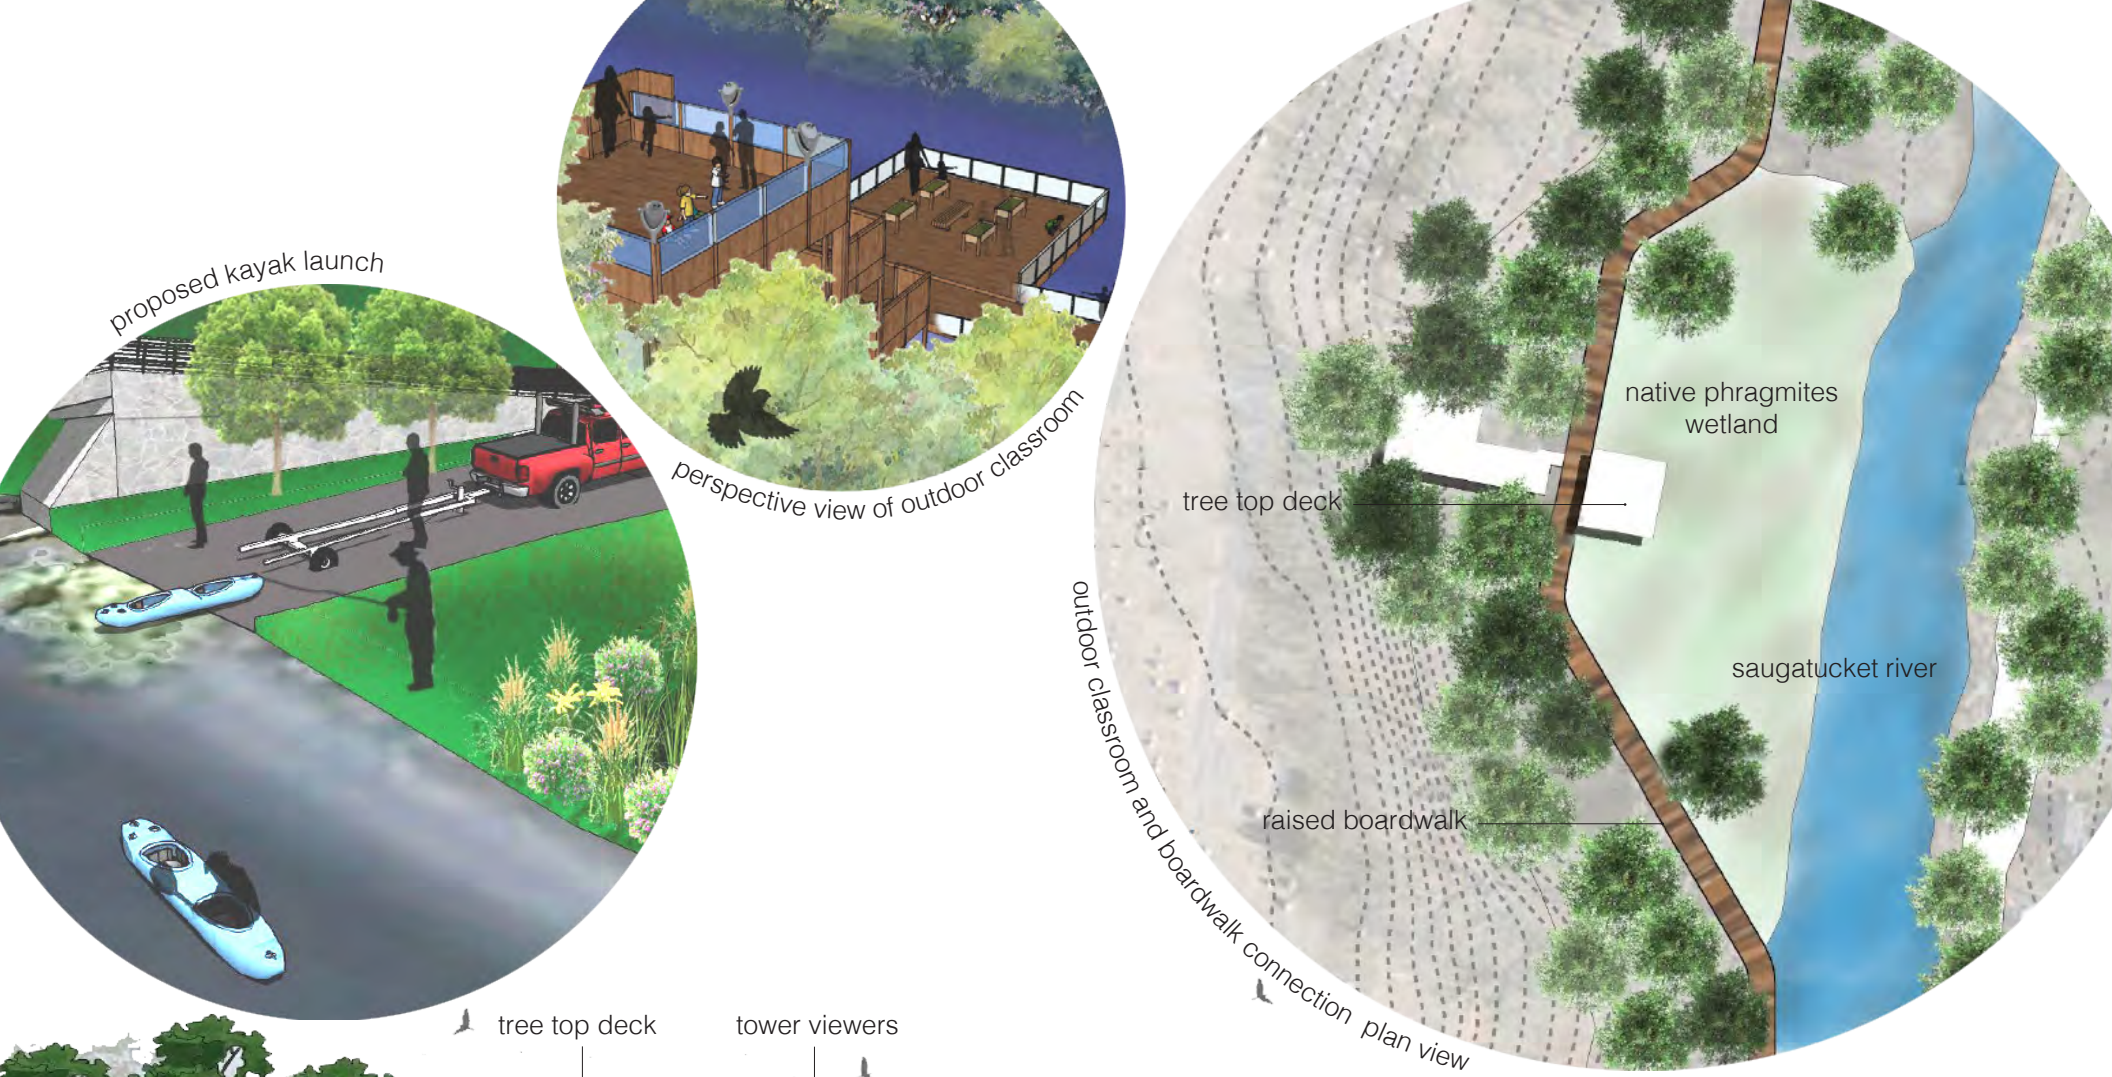 proposed kayak launch
perspective view of outdoor classroom
native phragmites
wetland
tree top deck
saugatucket river
raised boardwalk
outdoor classroom and boardwalk connection plan view
tree top deck
tower viewers